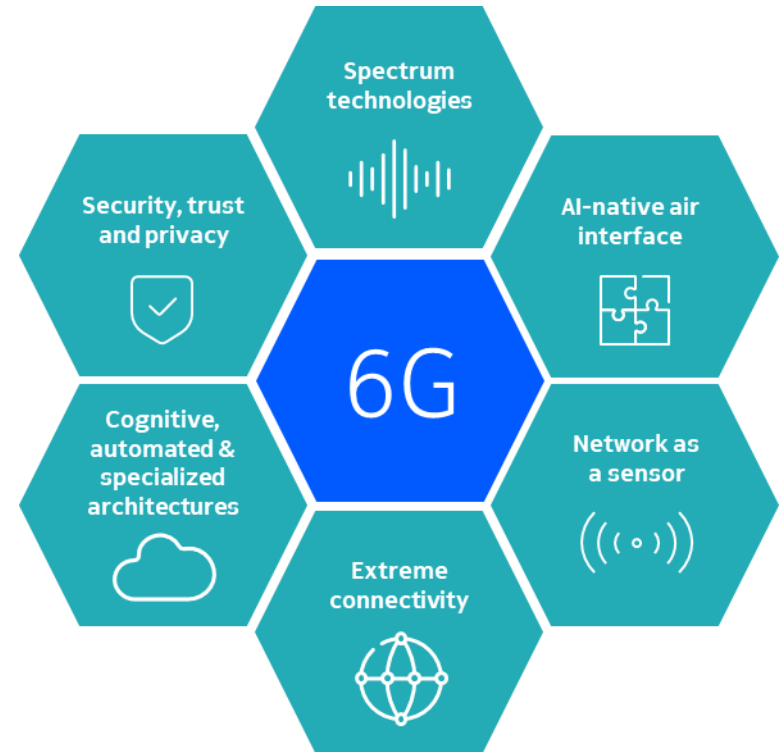 Spectrum
technologies
Security, trust
and privacy
AI-native air
interface
6G
Cognitive,
automated &
specialized
architectures
Network as
a sensor
Extreme
connectivity